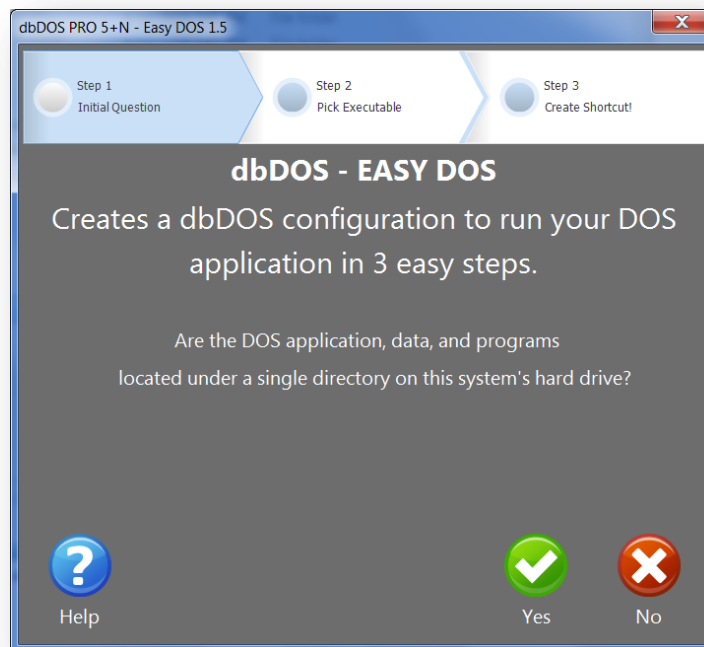 dbDOS PRO 5+N - Easy DOS 1.5
Step 1
Initial Question
Step 2
Pick Executable
Step 3
Create Shortcut!
dbDOS - EASY DOS
Creates a dbDOS configuration to run your DOS
application in 3 easy steps.
Are the DOS application, data, and programs
located under a single directory on this system's hard drive?
Help
Yes
No